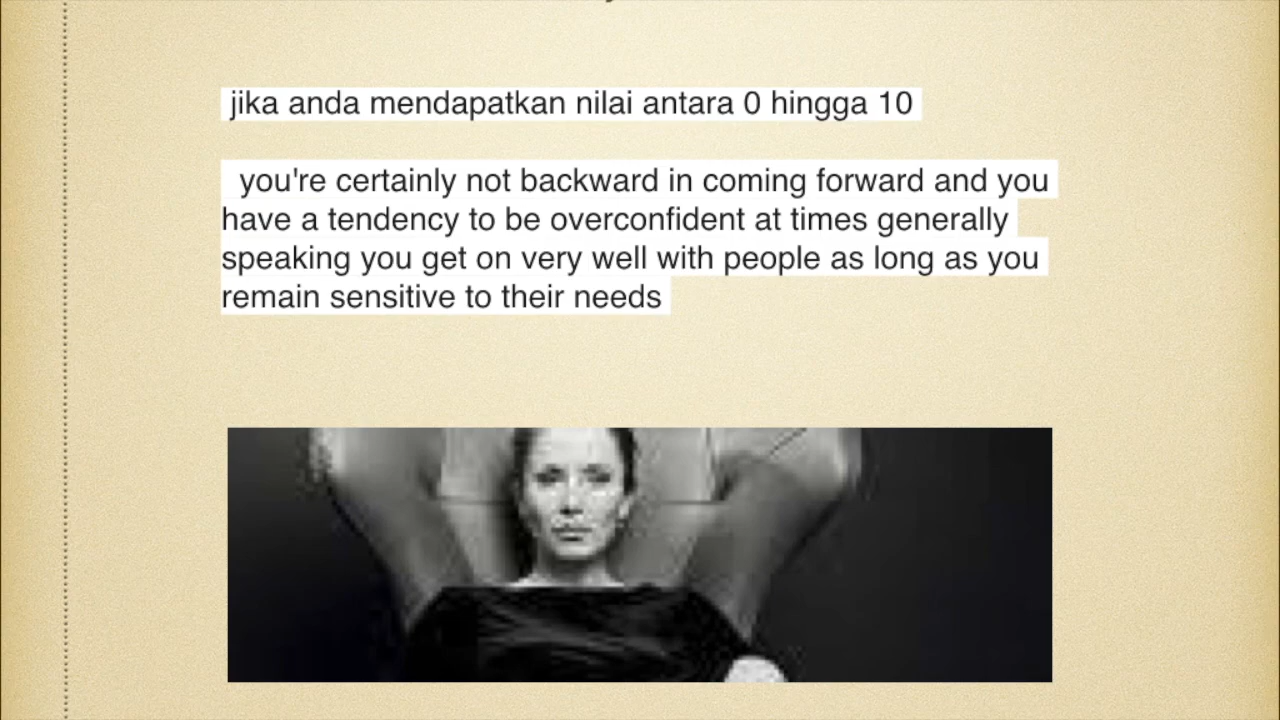 jika anda mendapatkan nilai antara 0 hingga 10
you're certainly not backward in coming forward and you
have a tendency to be overconfident at times generally
speaking you get on very well with people as long as you
remain sensitive to their needs